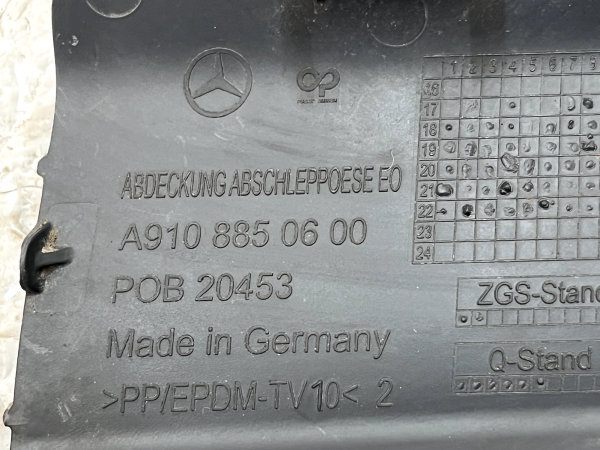 1 2 3 4 5 6 7 8
16
17
18
19
20
21
22
23
24
ABDECKUNG ABSCHLEPPOESE EO
A910 885 06 00
POB 20453
ZGS-Stand
Made in Germany
Q-Stand
>PP/EPDM-TV10< 2